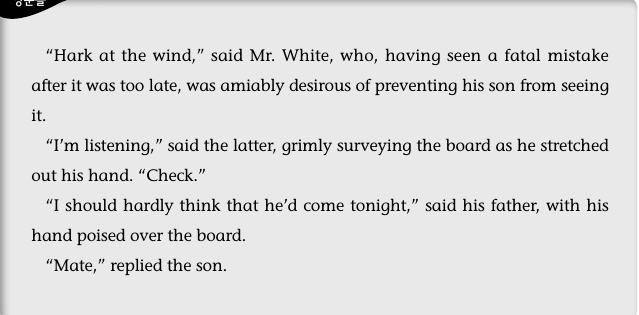 “Hark at the wind,” said Mr. White, who, having seen a fatal mistake
after it was too late, was amiably desirous of preventing his son from seeing
it.
“I’m listening,” said the latter, grimly surveying the board as he stretched
out his hand. “Check.”
“I should hardly think that he’d come tonight,” said his father, with his
hand poised over the board.
“Mate,” replied the son.